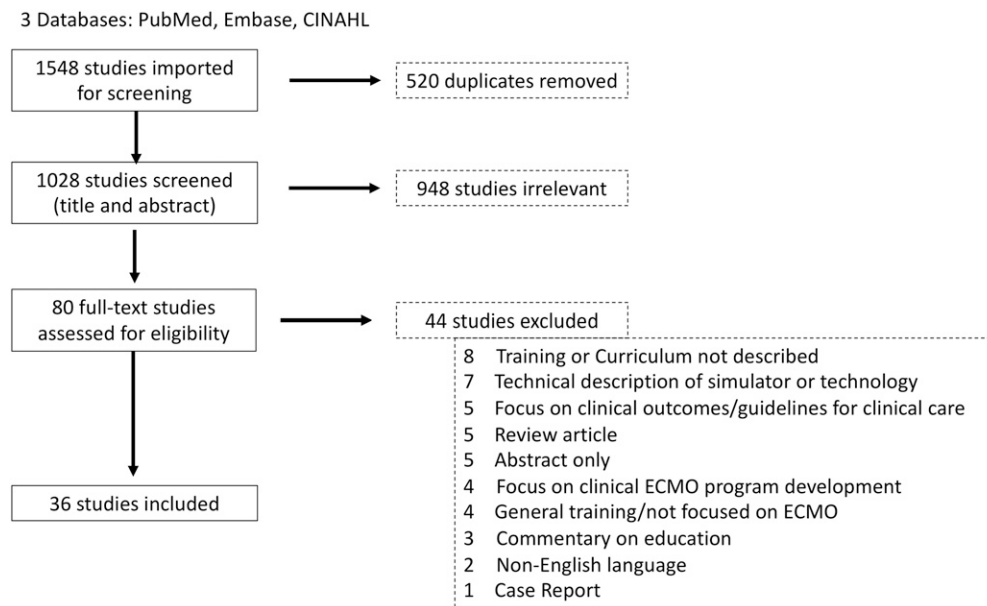 3 Databases: PubMed, Embase, CINAHL
1548 studies imported
for screening
520 duplicates removed
1028 studies screened
(title and abstract)
948 studies irrelevant
80 full-text studies
assessed for eligibility
44 studies excluded
8 Training or Curriculum not described
7 Technical description of simulator or technology
5 Focus on clinical outcomes/guidelines for clinical care
5 Review article
5 Abstract only
4 Focus on clinical ECMO program development
4 General training/not focused on ECMO
3 Commentary on education
2 Non-English language
1 Case Report
36 studies included